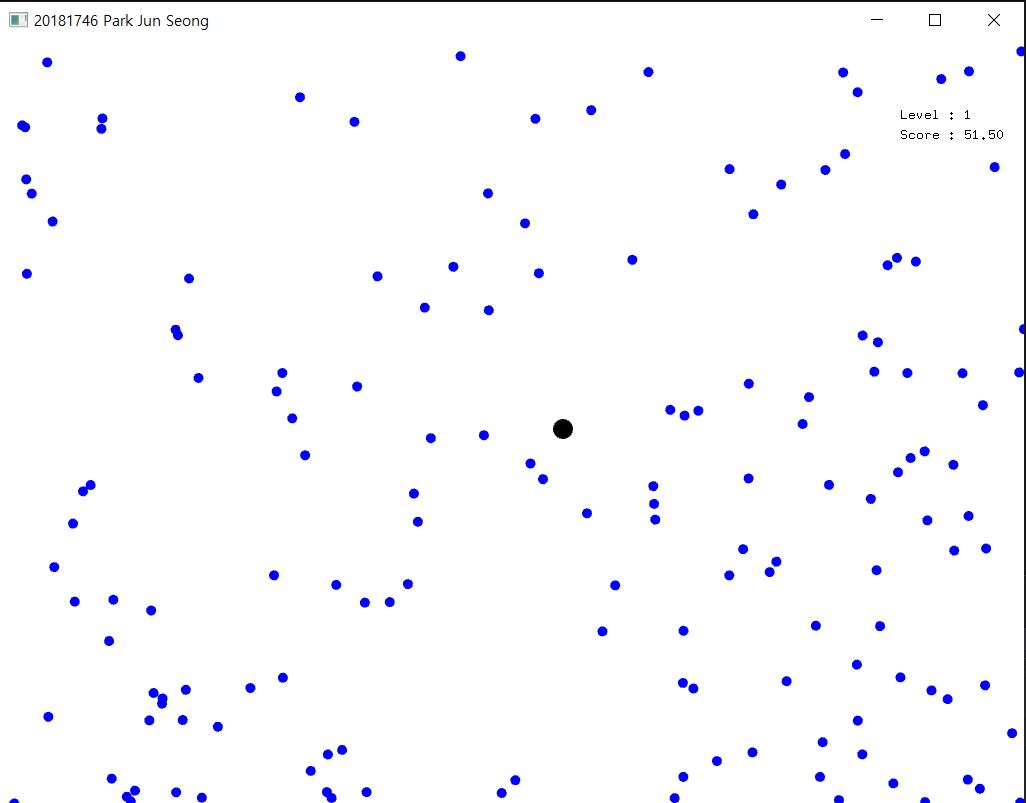 20181746 Park Jun Seong
Level : 1
Score : 51.50